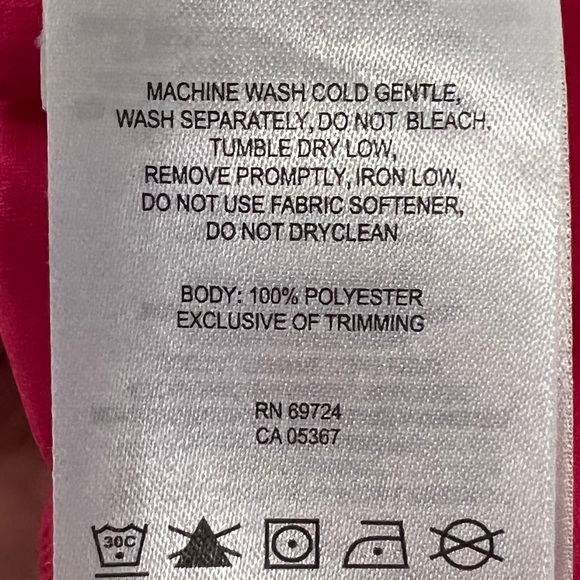 MACHINE WASH COLD GENTLE,
WASH SEPARATELY, DO NOT BLEACH.
TUMBLE DRY LOW,
REMOVE PROMPTLY, IRON LOW,
DO NOT USE FABRIC SOFTENER,
DO NOT DRYCLEAN
BODY: 100% POLYESTER
EXCLUSIVE OF TRIMMING
RN 69724
CA 05367
30C